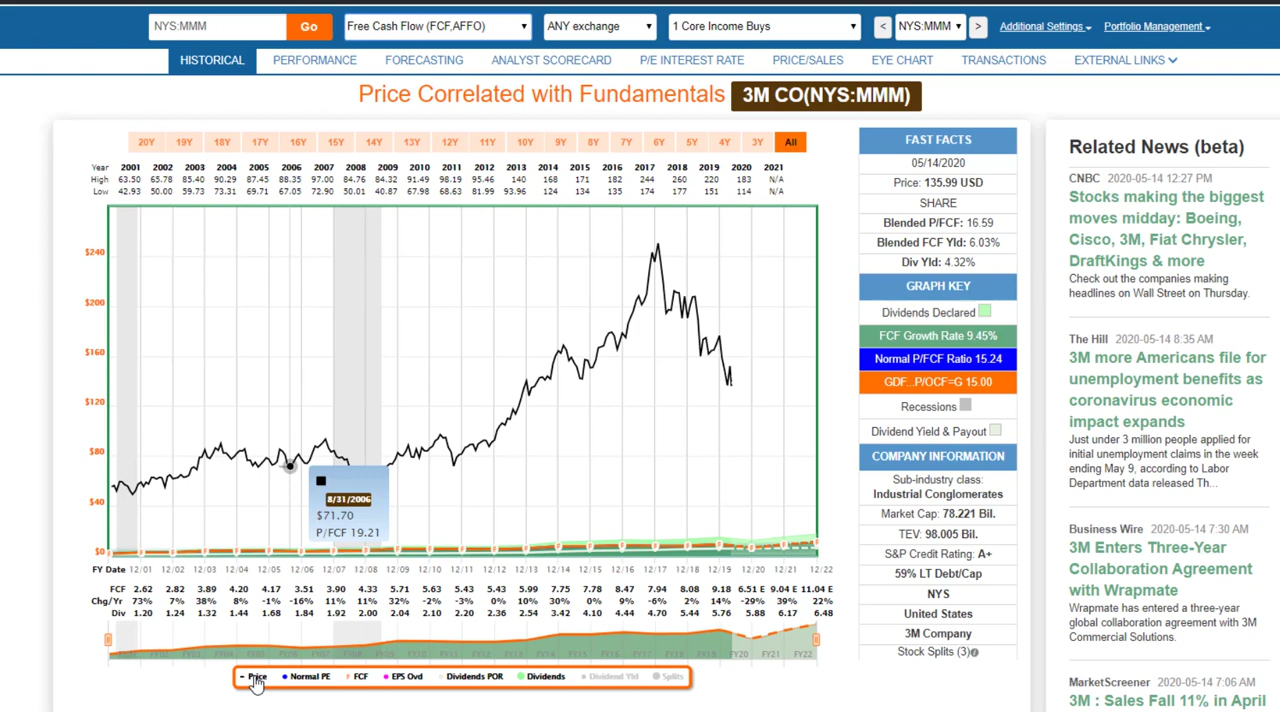 NYS:MMM Go Free Cash Flow (FCF,AFFO) ANY exchange 1 Core Income Buys < NYS:MMM > Additional Settings Portfolio Management
HISTORICAL PERFORMANCE FORECASTING ANALYST SCORECARD P/E INTEREST RATE PRICE/SALES EYE CHART TRANSACTIONS EXTERNAL LINKS
Price Correlated with Fundamentals 3M CO(NYS:MMM)
20Y 19Y 18Y 17Y 16Y 15Y 14Y 13Y 12Y 11Y 10Y 9Y 8Y 7Y 6Y 5Y 4Y 3Y All
Year 2001 2002 2003 2004 2005 2006 2007 2008 2009 2010 2011 2012 2013 2014 2015 2016 2017 2018 2019 2020 2021
High 63.50 65.78 85.40 90.29 87.45 88.35 97.00 84.76 84.32 91.49 98.19 95.46 140 168 171 182 244 260 220 183 N/A
Low 42.93 50.00 59.73 73.31 69.71 67.05 72.90 50.01 40.87 67.98 68.63 81.99 93.96 124 134 135 174 177 151 114 N/A
$240
$200
$160
$120
$80
$40
$0
8/31/2006
$71.70
P/FCF 19.21
FY Date 12/01 12/02 12/03 12/04 12/05 12/06 12/07 12/08 12/09 12/10 12/11 12/12 12/13 12/14 12/15 12/16 12/17 12/18 12/19 12/20 12/21 12/22
FCF 2.62 2.82 3.89 4.20 4.17 3.51 3.90 4.33 5.71 5.63 5.43 5.43 5.99 7.75 7.78 8.47 7.94 8.08 9.18 6.51 E 9.04 E 11.04 E
Chg/Yr 73% 7% 38% 8% -1% -16% 11% 11% 32% -2% -3% 0% 10% 30% 0% 9% -6% 2% 14% -29% 39% 22%
Div 1.20 1.24 1.32 1.44 1.68 1.84 1.92 2.00 2.04 2.10 2.20 2.36 2.54 3.42 4.10 4.44 4.70 5.44 5.76 5.88 6.17 6.48
FY04 FY05 FY06 FY07 FY09 FY10 FY11 FY12 FY13 FY14 FY15 FY16 FY17 FY18 FY19 FY20 FY21 FY22
Price Normal PE FCF EPS Ovd Dividends POR Dividends Dividend Yld Splits
FAST FACTS
05/14/2020
Price: 135.99 USD
SHARE
Blended P/FCF: 16.59
Blended FCF Yld: 6.03%
Div Yld: 4.32%
GRAPH KEY
Dividends Declared
FCF Growth Rate 9.45%
Normal P/FCF Ratio 15.24
GDF...P/OCF=G 15.00
Recessions
Dividend Yield & Payout
COMPANY INFORMATION
Sub-industry class:
Industrial Conglomerates
Market Cap: 78.221 Bil.
TEV: 98.005 Bil.
S&P Credit Rating: A+
59% LT Debt/Cap
NYS
United States
3M Company
Stock Splits (3)
Related News (beta)
CNBC 2020-05-14 12:27 PM
Stocks making the biggest
moves midday: Boeing,
Cisco, 3M, Fiat Chrysler,
DraftKings & more
Check out the companies making
headlines on Wall Street on Thursday.
The Hill 2020-05-14 8:35 AM
3M more Americans file for
unemployment benefits as
coronavirus economic
impact expands
Just under 3 million people applied for
initial unemployment claims in the week
ending May 9, according to Labor
Department data released Th...
Business Wire 2020-05-14 7:30 AM
3M Enters Three-Year
Collaboration Agreement
with Wrapmate
Wrapmate has entered a three-year
global collaboration agreement with 3M
Commercial Solutions.
MarketScreener 2020-05-14 7:06 AM
3M : Sales Fall 11% in April